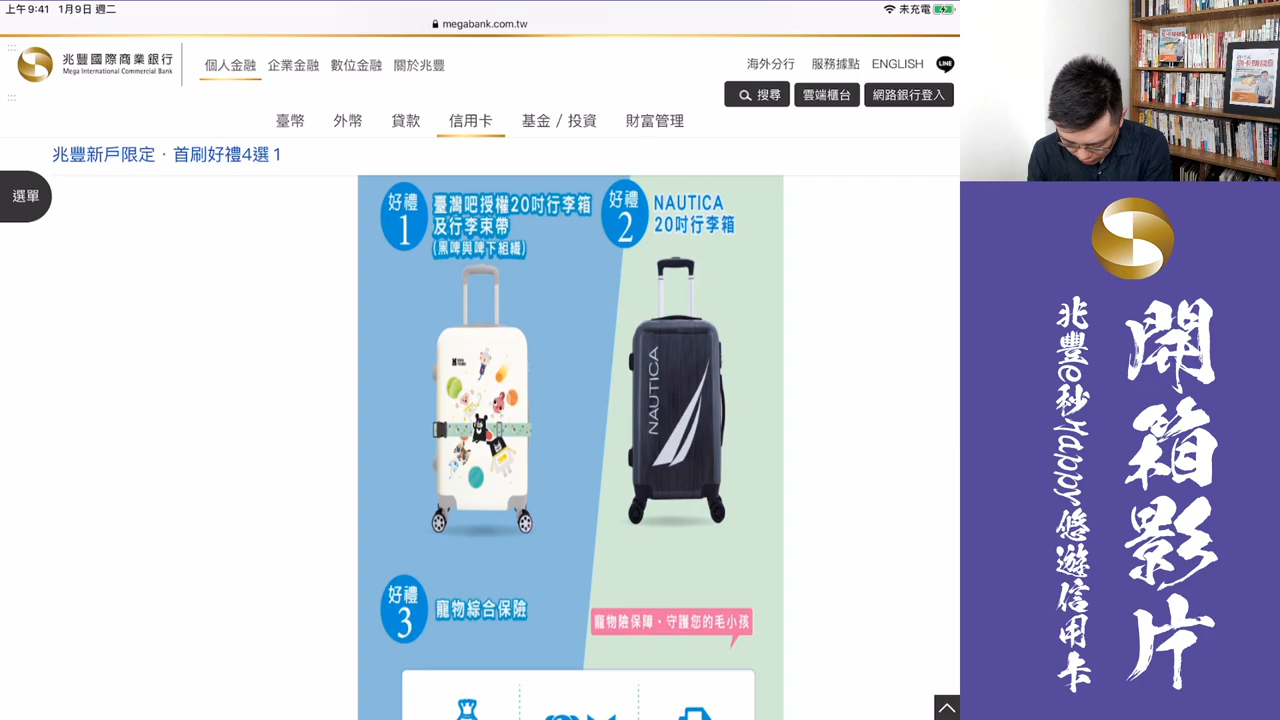 上午9:41 1月9日 週二
未充電
megabank.com.tw
兆豐國際商業銀行
Mega International Commercial Bank
個人金融 企業金融 數位金融 關於兆豐
海外分行 服務據點 ENGLISH LINE
搜尋 雲端櫃台 網路銀行登入
臺幣 外幣 貸款 信用卡 基金 / 投資 財富管理
兆豐新戶限定．首刷好禮4選1
選單
好禮
1
臺灣吧授權20吋行李箱
及行李束帶
(黑啤與啤下組織)
好禮
2
NAUTICA
20吋行李箱
NAUTICA
好禮
3
寵物綜合保險
寵物險保障，守護您的毛小孩
開箱影片
兆豐e秒Happy悠遊信用卡